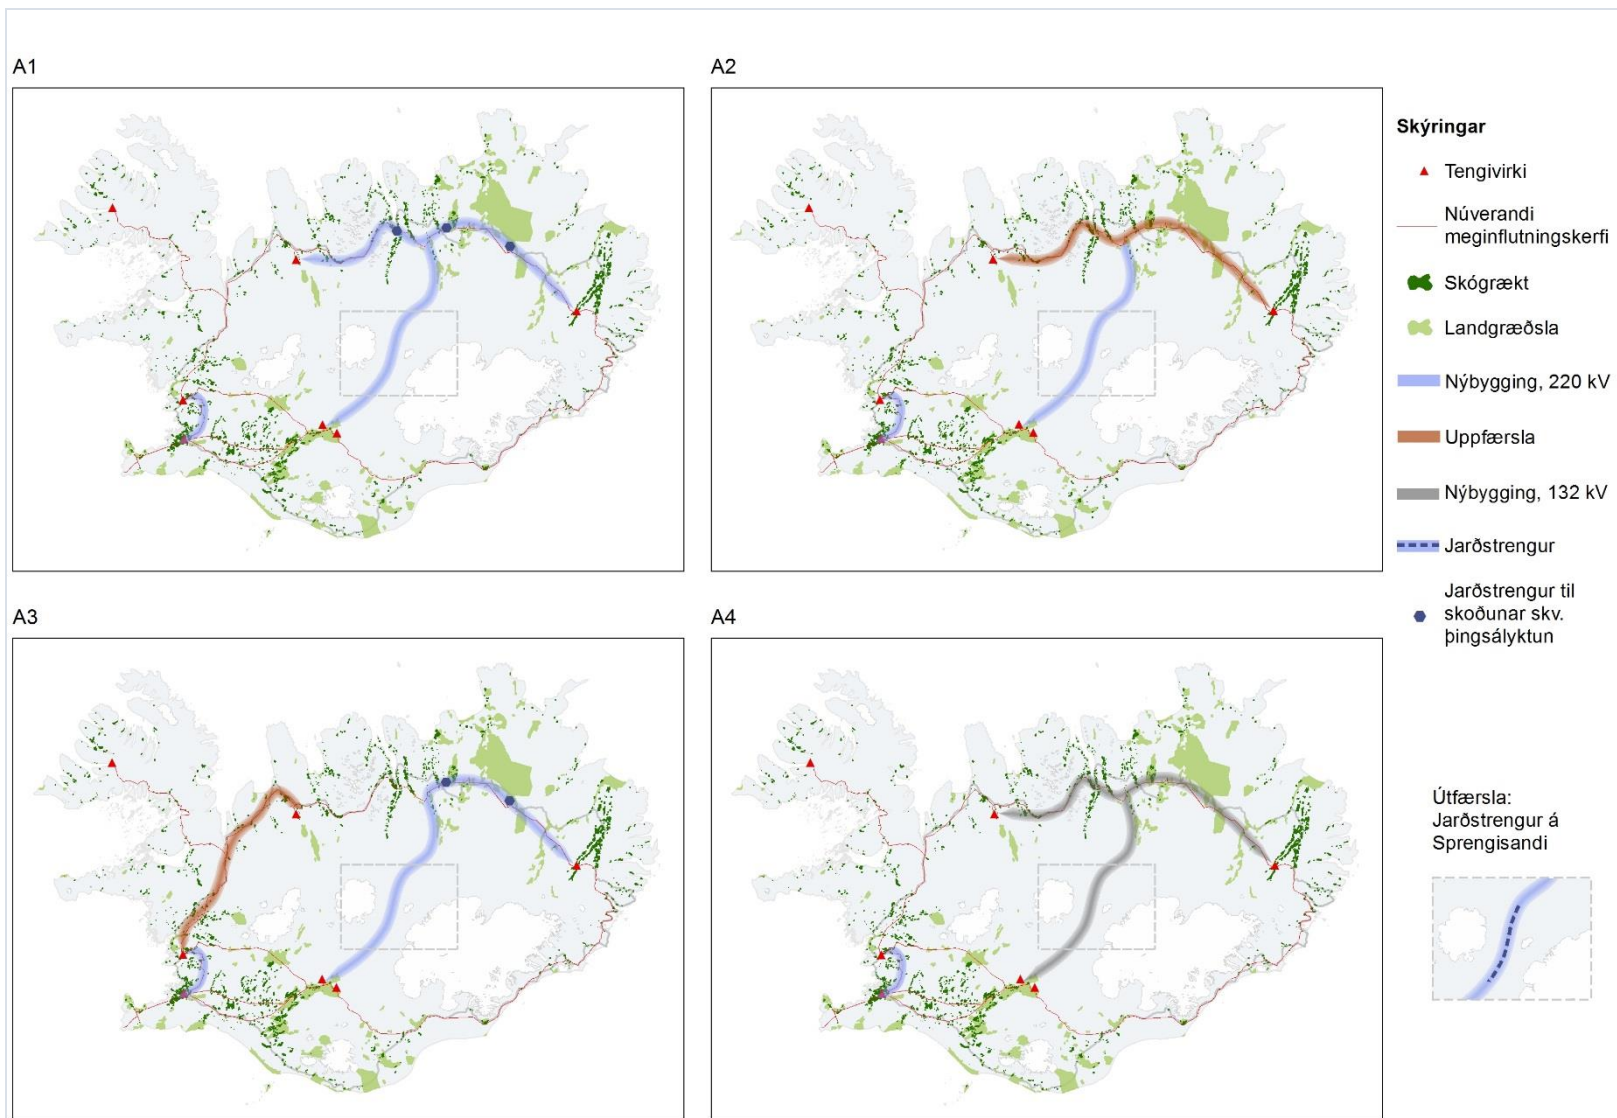 A1
A2
Skýringar
Tengivirki
Núverandi
meginflutningskerfi
Skógrækt
Landgræðsla
Nýbygging, 220 kV
Uppfærsla
Nýbygging, 132 kV
Jarðstrengur
Jarðstrengur til
skoðunar skv.
þingsályktun
A3
A4
Útfærsla:
Jarðstrengur á
Sprengisandi